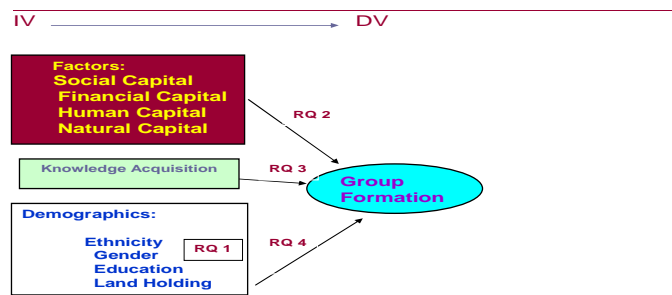 IV DV
Factors:
Social Capital
Financial Capital
Human Capital
Natural Capital
RQ 2
Knowledge Acquisition
RQ 3
Group
Formation
Demographics:
Ethnicity
Gender
Education
Land Holding
RQ 1
RQ 4